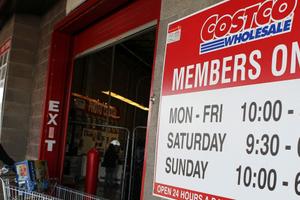 COSTCO
WHOLESALE
MEMBERS ON
MON - FRI 10:00 -
SATURDAY 9:30 -
SUNDAY 10:00 -
OPEN 24 HOURS A
EXIT